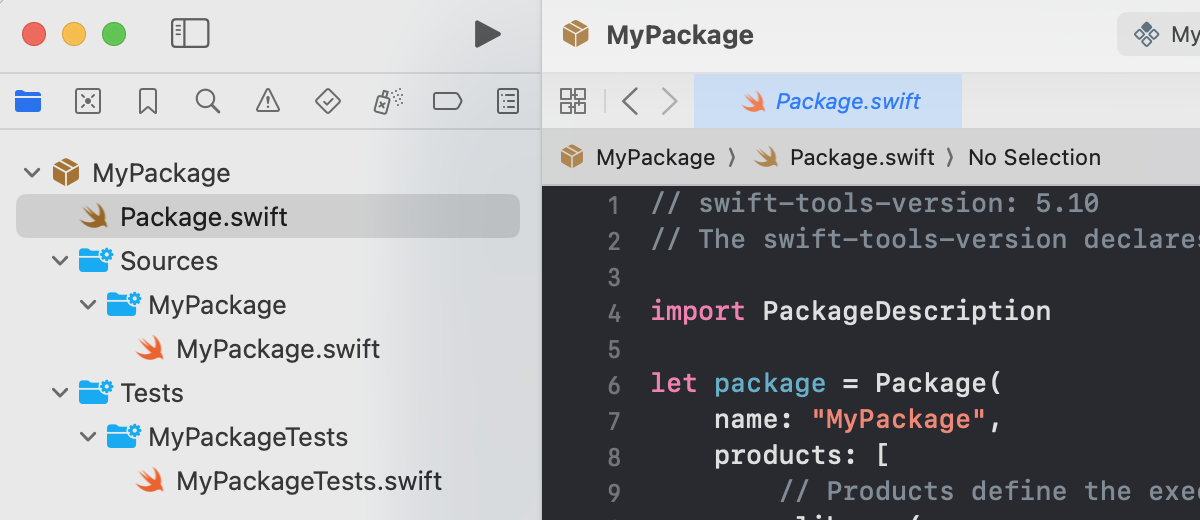 MyPackage
My
Package.swift
MyPackage
Package.swift
Sources
MyPackage
MyPackage.swift
Tests
MyPackageTests
MyPackageTests.swift
MyPackage 〉 Package.swift 〉 No Selection
1 // swift-tools-version: 5.10
2 // The swift-tools-version declares
3
4 import PackageDescription
5
6 let package = Package(
7 name: "MyPackage",
8 products: [
9 // Products define the exe